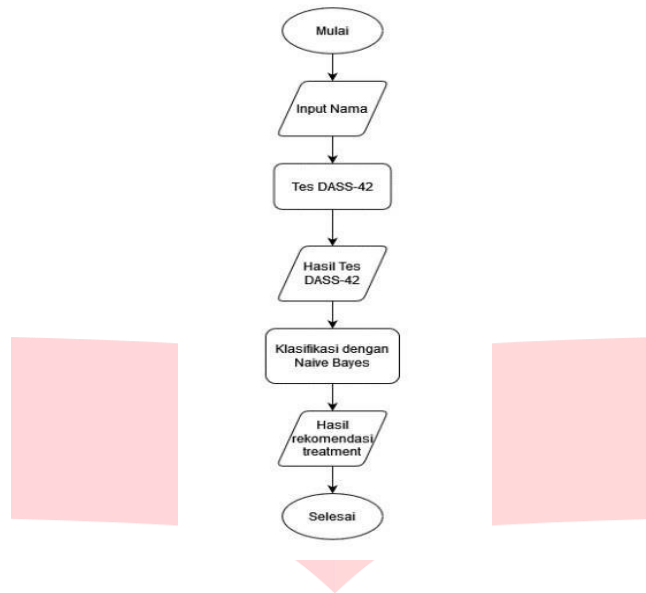 Mulai
Input Nama
Tes DASS-42
Hasil Tes
DASS-42
Klasifikasi dengan
Naive Bayes
Hasil
rekomendasi
treatment
Selesai